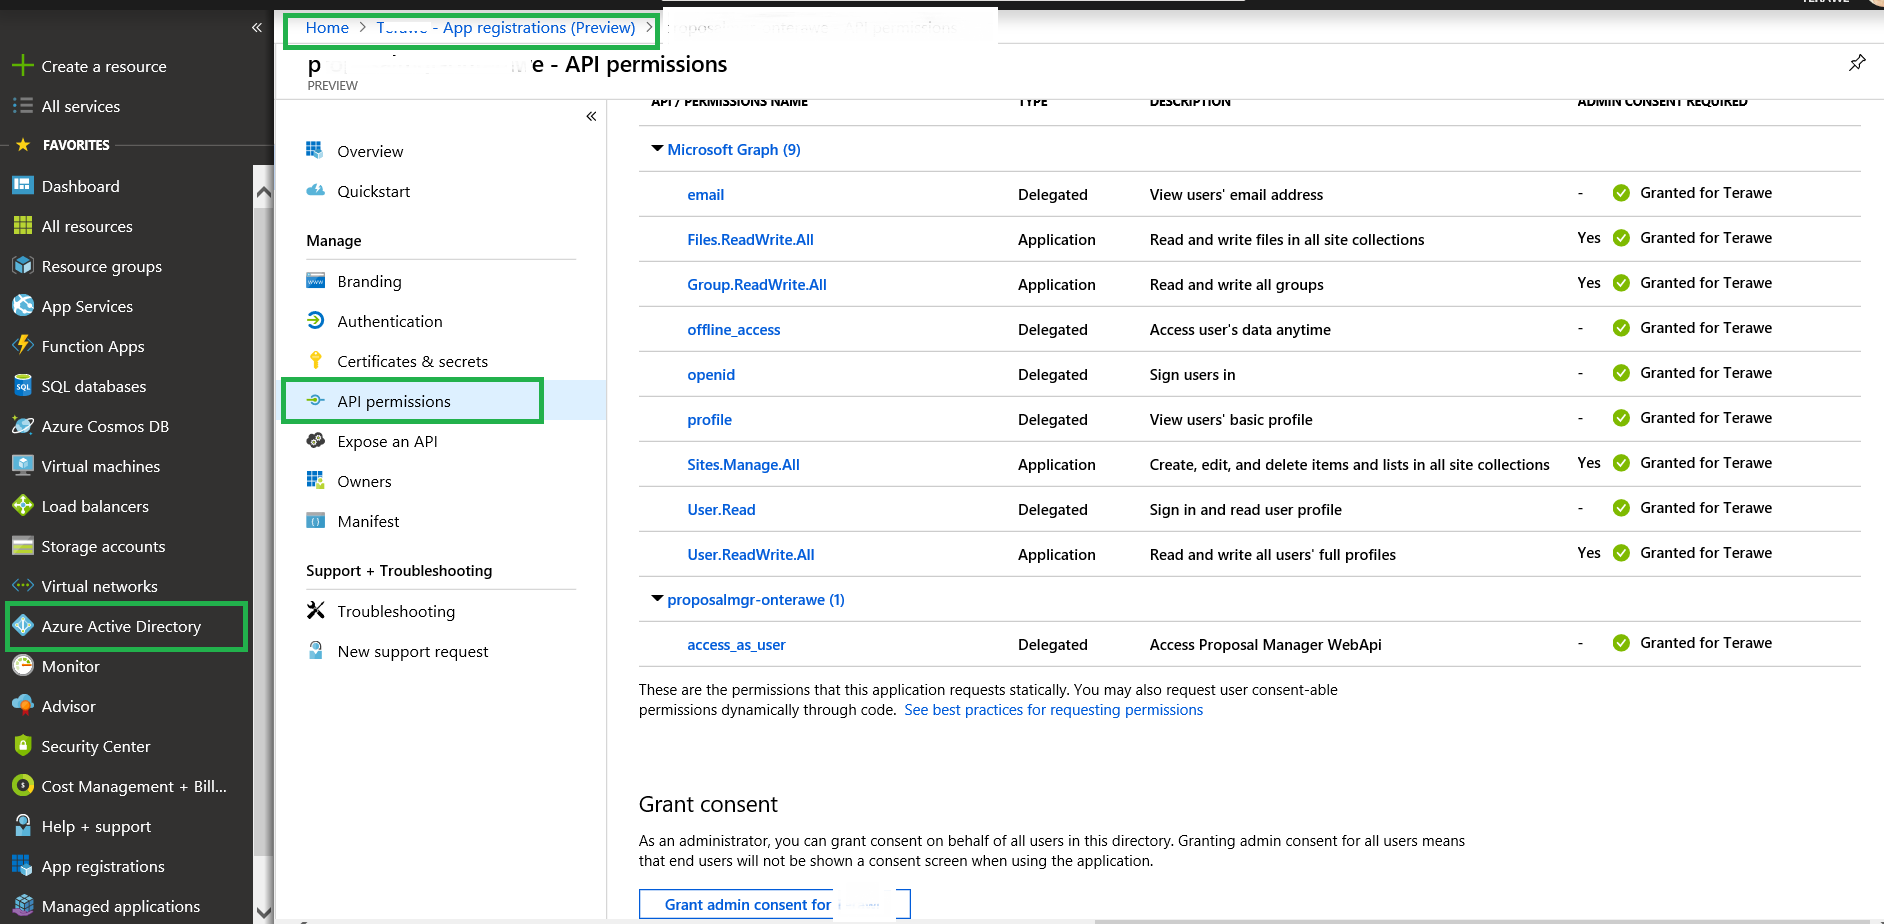 TERAWE
«
Home > Terawe - App registrations (Preview) >
- API permissions
PREVIEW
Create a resource
All services
FAVORITES
Dashboard
All resources
Resource groups
App Services
Function Apps
SQL databases
Azure Cosmos DB
Virtual machines
Load balancers
Storage accounts
Virtual networks
Azure Active Directory
Monitor
Advisor
Security Center
Cost Management + Bill...
Help + support
App registrations
Managed applications
«
Overview
Quickstart
Manage
Branding
Authentication
Certificates & secrets
API permissions
Expose an API
Owners
Manifest
Support + Troubleshooting
Troubleshooting
New support request
API / PERMISSIONS NAME TYPE DESCRIPTION ADMIN CONSENT REQUIRED
Microsoft Graph (9)
email Delegated View users' email address - Granted for Terawe
Files.ReadWrite.All Application Read and write files in all site collections Yes Granted for Terawe
Group.ReadWrite.All Application Read and write all groups Yes Granted for Terawe
offline_access Delegated Access user's data anytime - Granted for Terawe
openid Delegated Sign users in - Granted for Terawe
profile Delegated View users' basic profile - Granted for Terawe
Sites.Manage.All Application Create, edit, and delete items and lists in all site collections Yes Granted for Terawe
User.Read Delegated Sign in and read user profile - Granted for Terawe
User.ReadWrite.All Application Read and write all users' full profiles Yes Granted for Terawe
proposalmgr-onterawe (1)
access_as_user Delegated Access Proposal Manager WebApi - Granted for Terawe
These are the permissions that this application requests statically. You may also request user consent-able
permissions dynamically through code. See best practices for requesting permissions
Grant consent
As an administrator, you can grant consent on behalf of all users in this directory. Granting admin consent for all users means
that end users will not be shown a consent screen when using the application.
Grant admin consent for